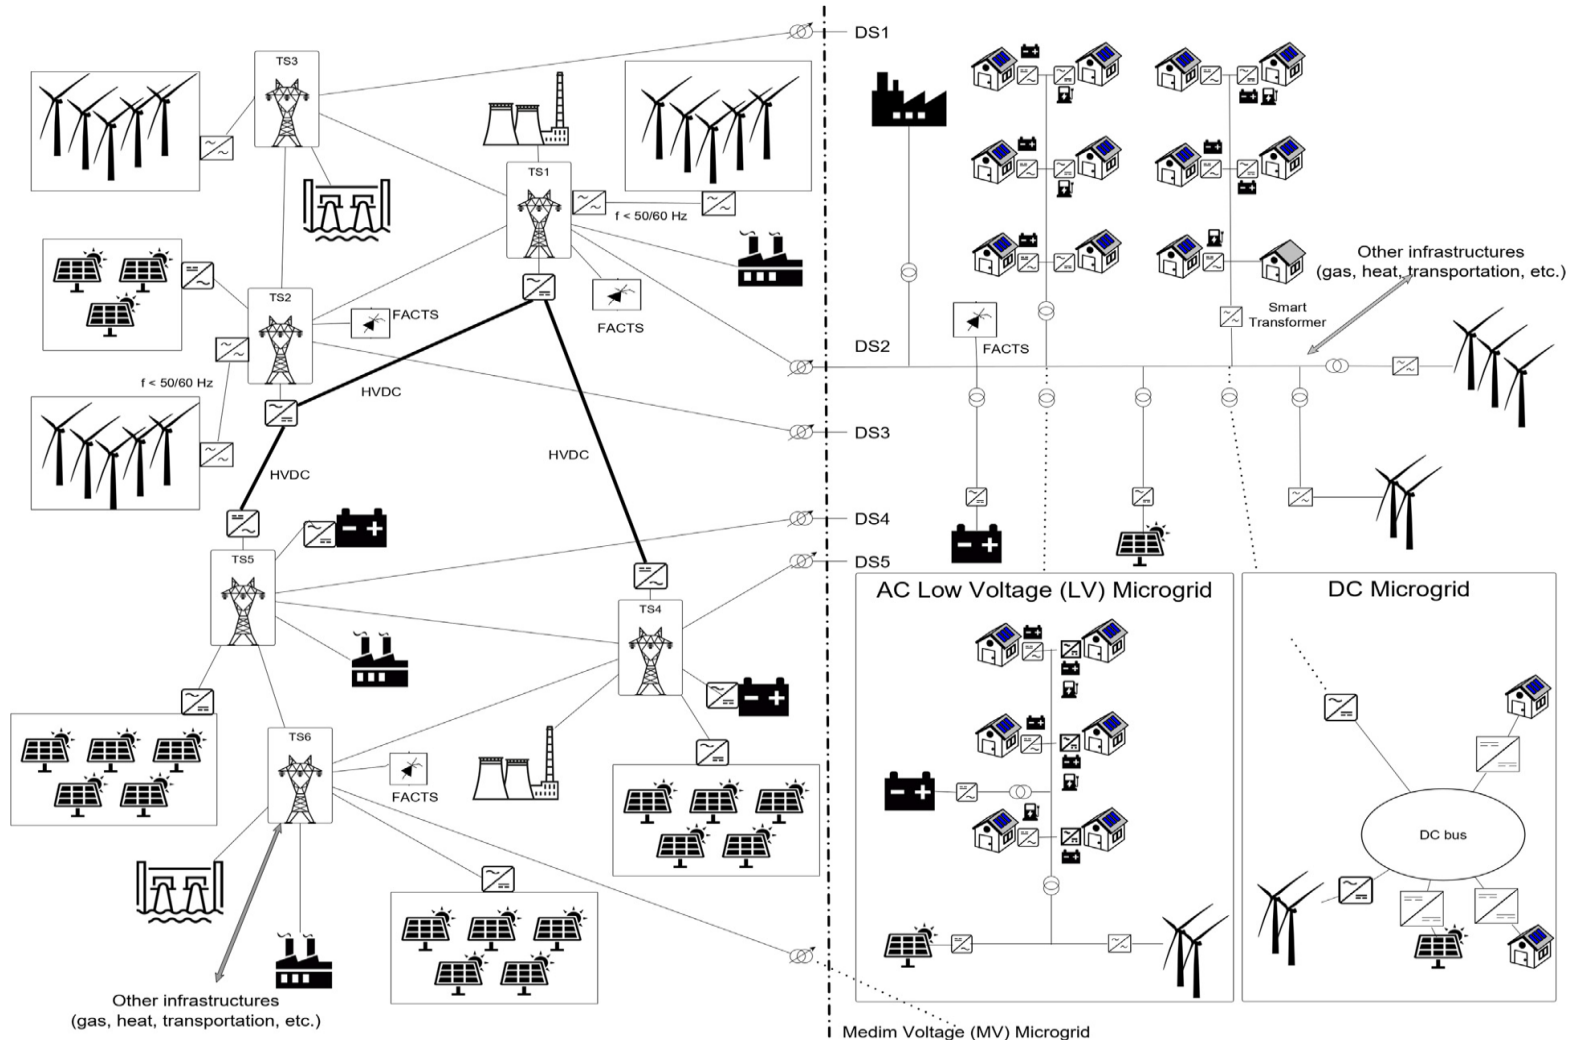 DS1
TS3
TS1
f < 50/60 Hz
Other infrastructures
(gas, heat, transportation, etc.)
TS2
FACTS
FACTS
Smart
Transformer
FACTS
DS2
f < 50/60 Hz
HVDC
DS3
HVDC
HVDC
DS4
TS5
DS5
AC Low Voltage (LV) Microgrid
DC Microgrid
TS4
TS6
FACTS
DC bus
Other infrastructures
(gas, heat, transportation, etc.)
Medim Voltage (MV) Microgrid